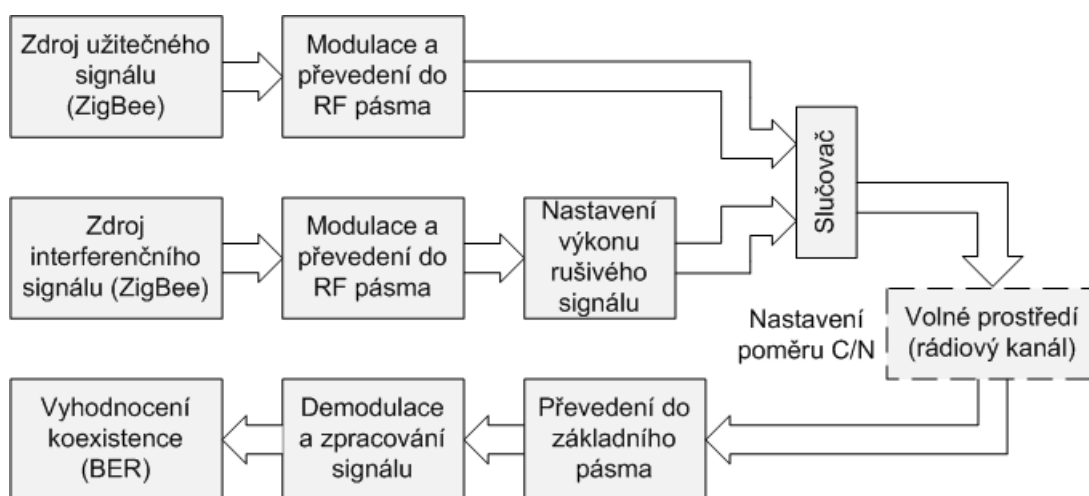 Zdroj užitečného
signálu
(ZigBee)
Modulace a
převedení do
RF pásma
Slučovač
Zdroj
interferenčního
signálu (ZigBee)
Modulace a
převedení do
RF pásma
Nastavení
výkonu
rušivého
signálu
Nastavení
poměru C/N
Volné prostředí
(rádiový kanál)
Vyhodnocení
koexistence
(BER)
Demodulace
a zpracování
signálu
Převedení do
základního
pásma